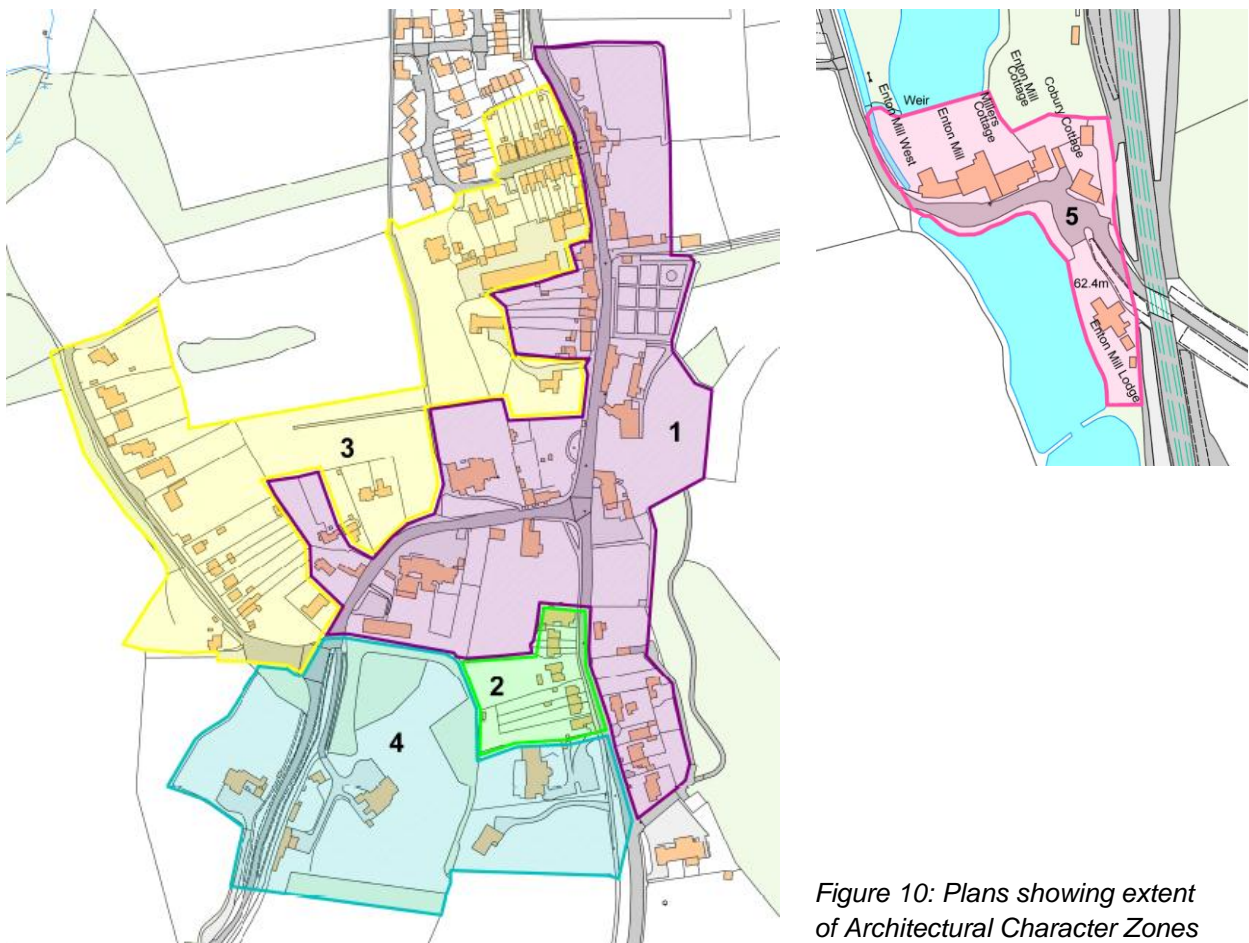 1
2
3
4
5
Weir
Enton Mill West
Enton Mill
Millers
Cottage
Enton Mill
Cottage
Cobury Cottage
62.4m
Enton Mill Lodge
Figure 10: Plans showing extent
of Architectural Character Zones